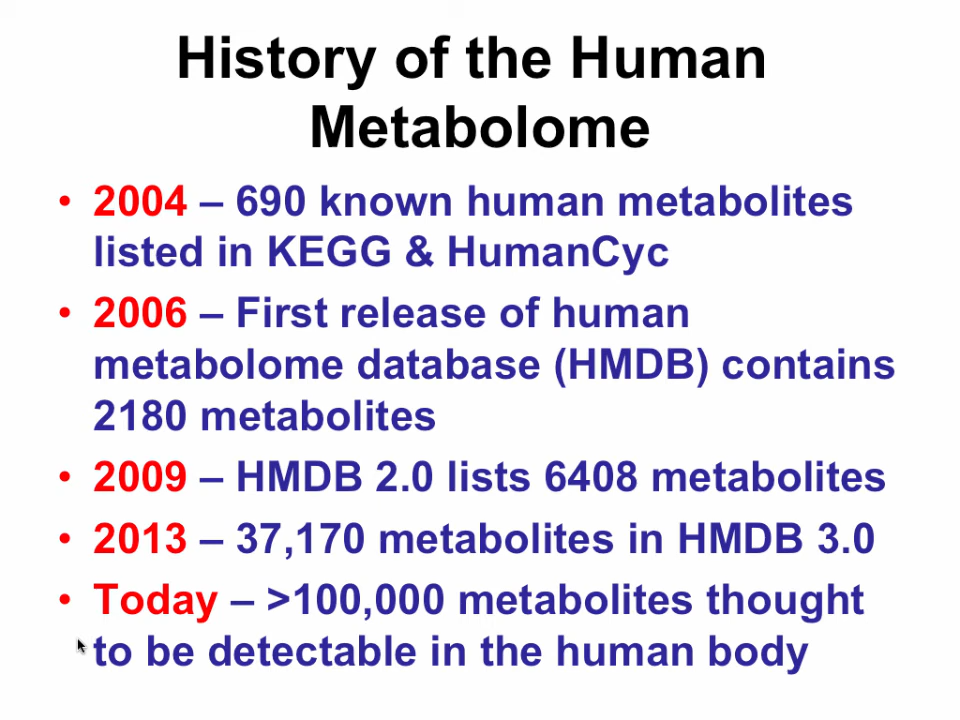 History of the Human
Metabolome
• 2004 – 690 known human metabolites
listed in KEGG & HumanCyc
• 2006 – First release of human
metabolome database (HMDB) contains
2180 metabolites
• 2009 – HMDB 2.0 lists 6408 metabolites
• 2013 – 37,170 metabolites in HMDB 3.0
• Today – >100,000 metabolites thought
to be detectable in the human body